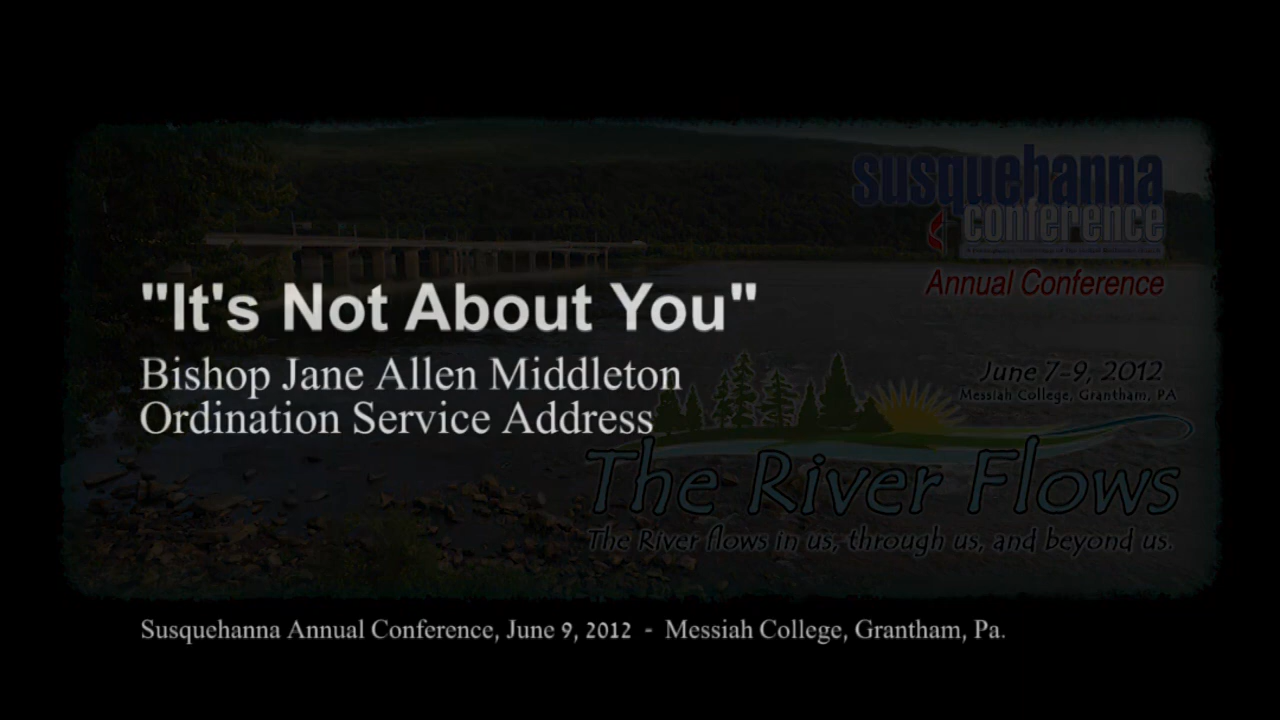 susquehanna
conference
Annual Conference
"It's Not About You"
Bishop Jane Allen Middleton
Ordination Service Address
June 7-9, 2012
Messiah College, Grantham, PA
The River Flows
The River flows in us, through us, and beyond us.
Susquehanna Annual Conference, June 9, 2012 - Messiah College, Grantham, Pa.